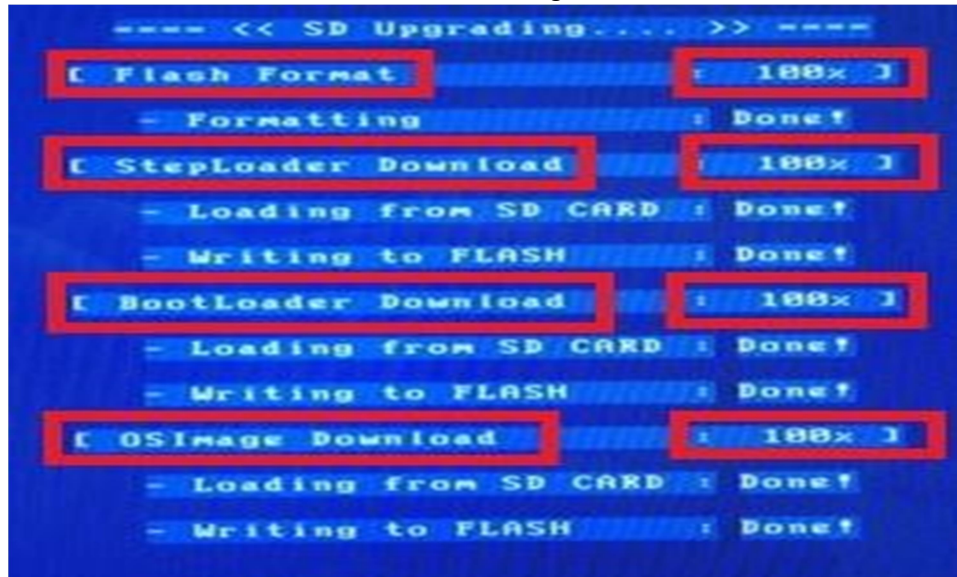 ---- << SD Upgrading.... >> ----
[ Flash Format : 100% ]
- Formatting : Done!
[ StepLoader Download : 100% ]
- Loading from SD CARD : Done!
- Writing to FLASH : Done!
[ BootLoader Download : 100% ]
- Loading from SD CARD : Done!
- Writing to FLASH : Done!
[ OSImage Download : 100% ]
- Loading from SD CARD : Done!
- Writing to FLASH : Done!